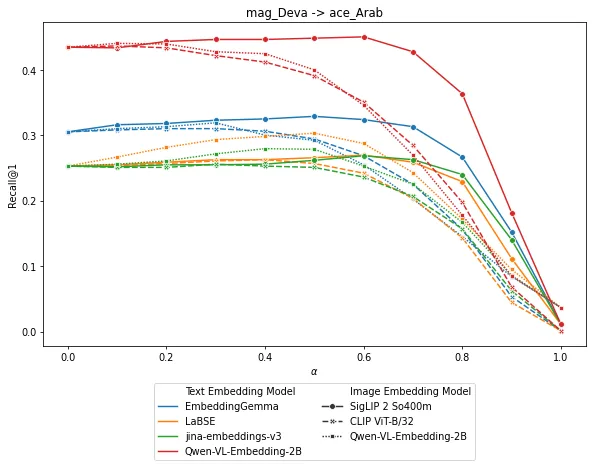 mag_Deva -> ace_Arab
Recall@1
0.4
0.3
0.2
0.1
0.0
0.0 0.2 0.4 0.6 0.8 1.0
α
Text Embedding Model Image Embedding Model
EmbeddingGemma SigLIP 2 So400m
LaBSE CLIP ViT-B/32
jina-embeddings-v3 Qwen-VL-Embedding-2B
Qwen-VL-Embedding-2B